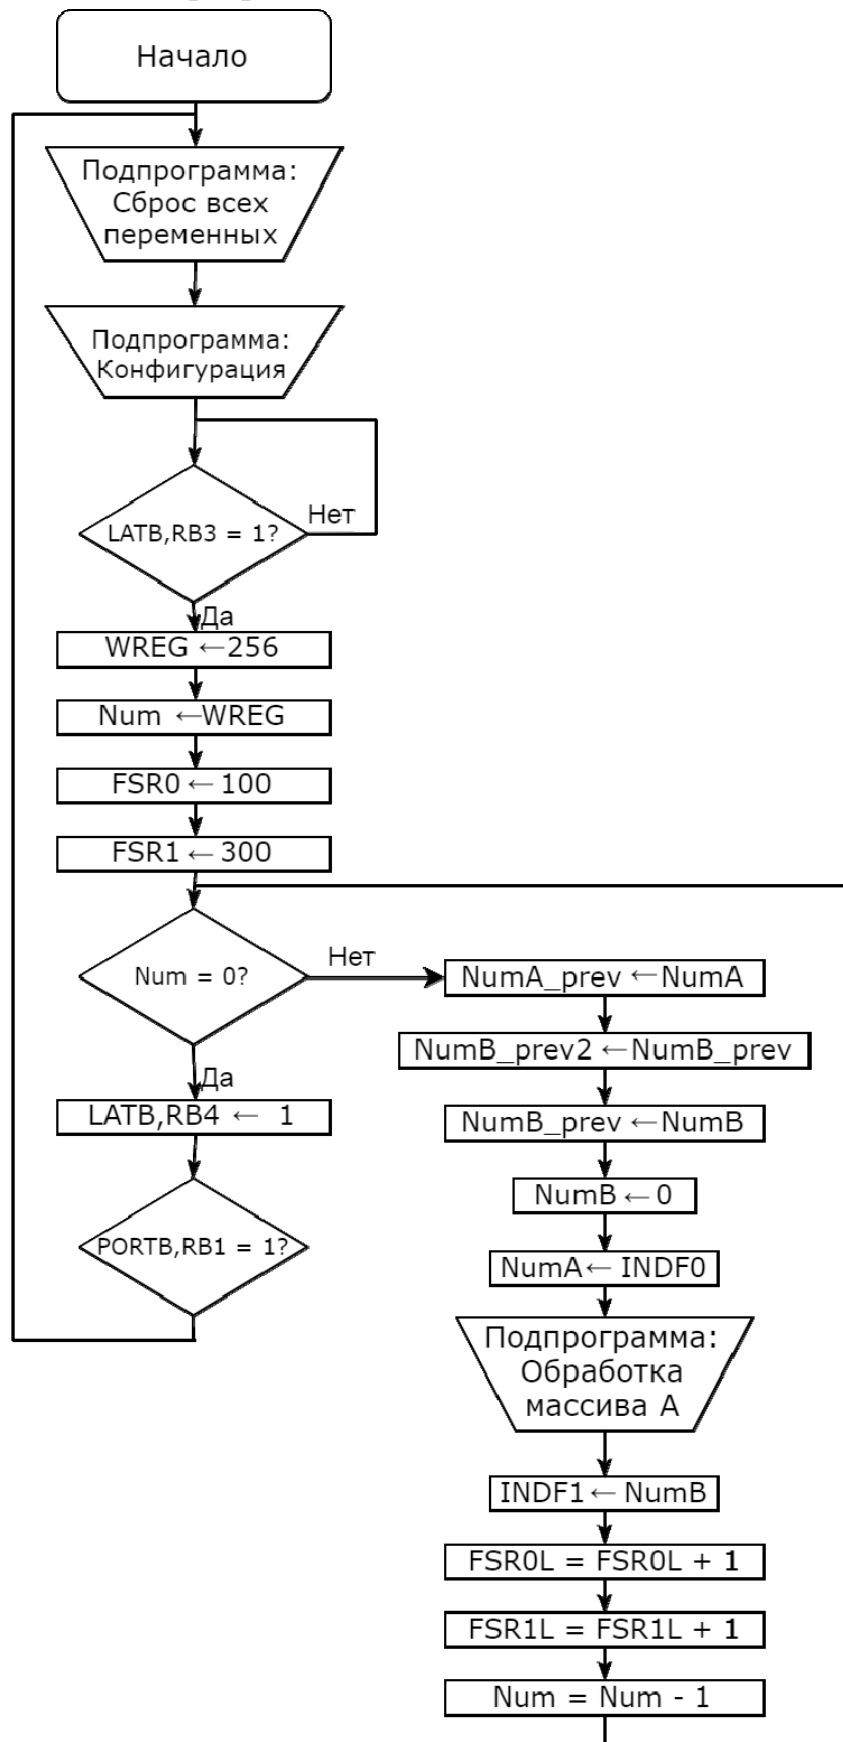 Начало
Подпрограмма:
Сброс всех
переменных
Подпрограмма:
Конфигурация
LATB,RB3 = 1?
Нет
Да
WREG ←256
Num ←WREG
FSR0 ← 100
FSR1 ← 300
Num = 0?
Нет
Да
LATB,RB4 ← 1
PORTB,RB1 = 1?
NumA_prev ←NumA
NumB_prev2 ←NumB_prev
NumB_prev ←NumB
NumB ← 0
NumA← INDF0
Подпрограмма:
Обработка
массива А
INDF1← NumB
FSR0L = FSR0L + 1
FSR1L = FSR1L + 1
Num = Num - 1